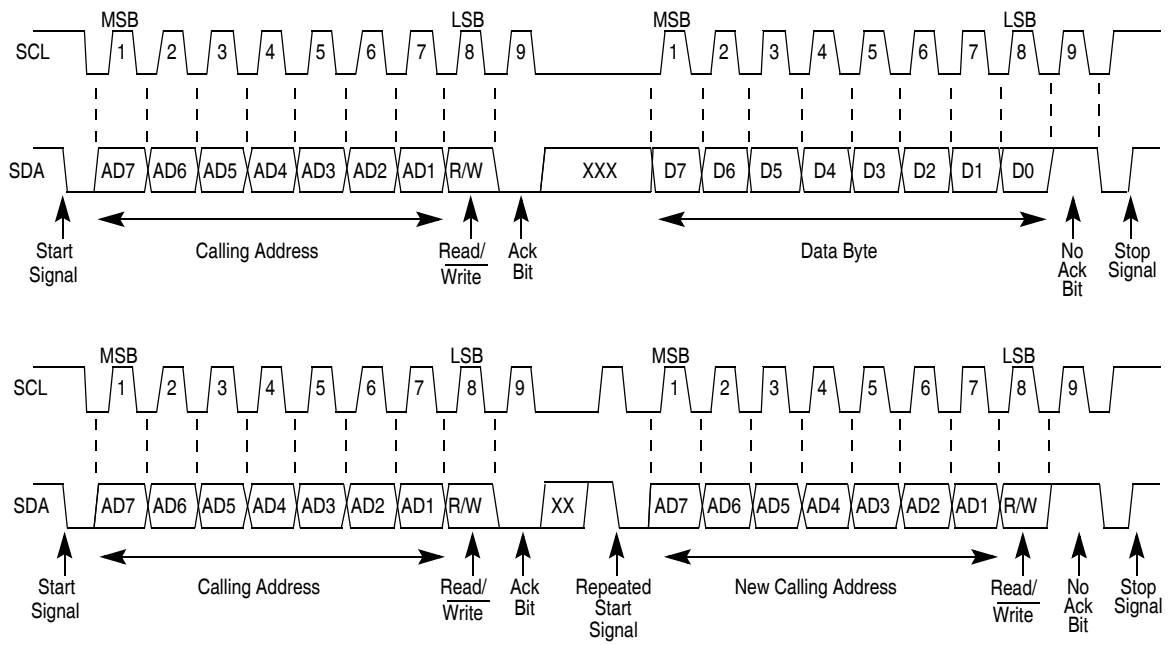 MSB LSB MSB LSB
SCL 1 2 3 4 5 6 7 8 9 1 2 3 4 5 6 7 8 9
SDA AD7 AD6 AD5 AD4 AD3 AD2 AD1 R/W XXX D7 D6 D5 D4 D3 D2 D1 D0
Start Signal
Calling Address
Read/
Write
Ack
Bit
Data Byte
No
Ack
Bit
Stop
Signal
MSB LSB MSB LSB
SCL 1 2 3 4 5 6 7 8 9 1 2 3 4 5 6 7 8 9
SDA AD7 AD6 AD5 AD4 AD3 AD2 AD1 R/W XX AD7 AD6 AD5 AD4 AD3 AD2 AD1 R/W
Start
Signal
Calling Address
Read/
Write
Ack
Bit
Repeated
Start
Signal
New Calling Address
Read/
Write
No
Ack
Bit
Stop
Signal